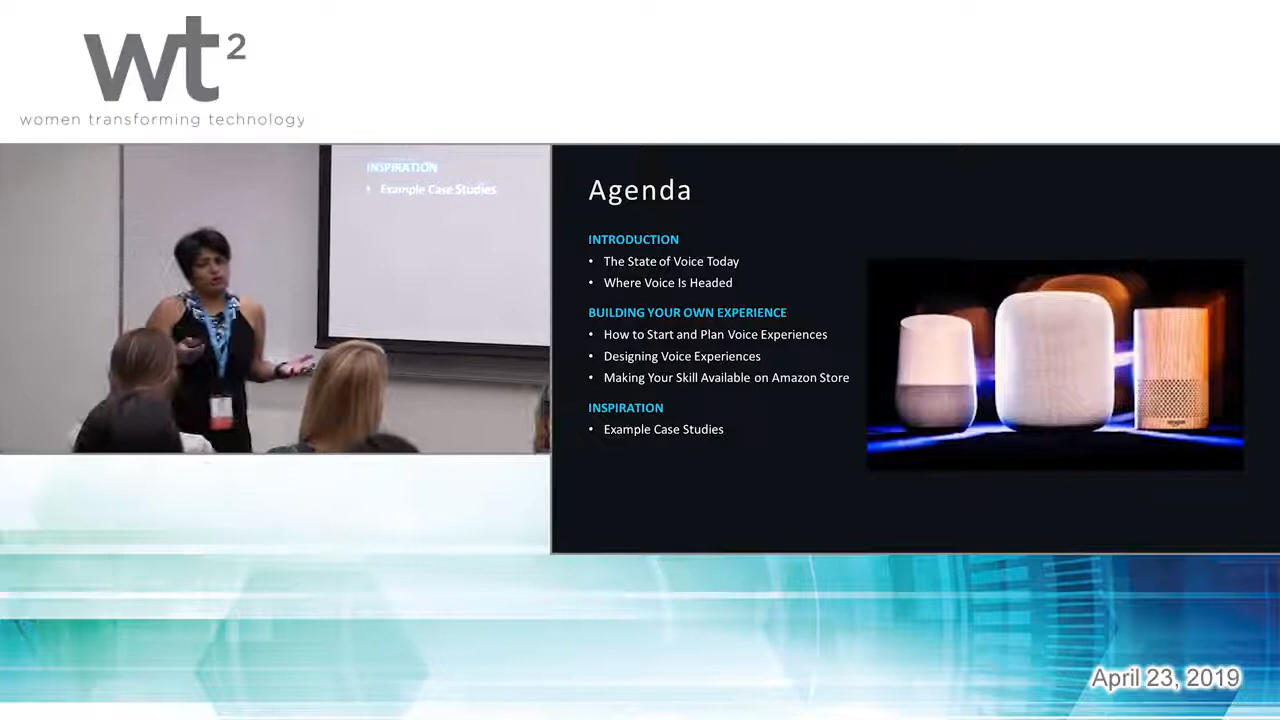 wt2
women transforming technology
INSPIRATION
• Example Case Studies
Agenda
INTRODUCTION
• The State of Voice Today
• Where Voice Is Headed
BUILDING YOUR OWN EXPERIENCE
• How to Start and Plan Voice Experiences
• Designing Voice Experiences
• Making Your Skill Available on Amazon Store
INSPIRATION
• Example Case Studies
amazon
April 23, 2019